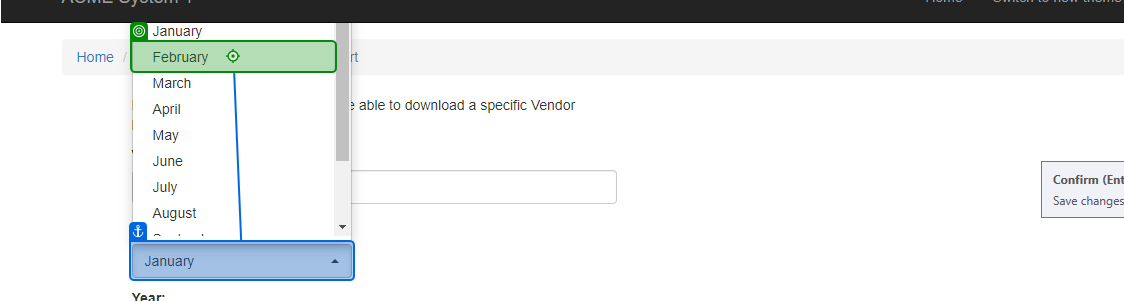 ACME System 1
Home
Switch to new theme
January
Home / rt
February
March
e able to download a specific Vendor
April
May
June
Confirm (Ent
July
Save changes
August
January
Year: